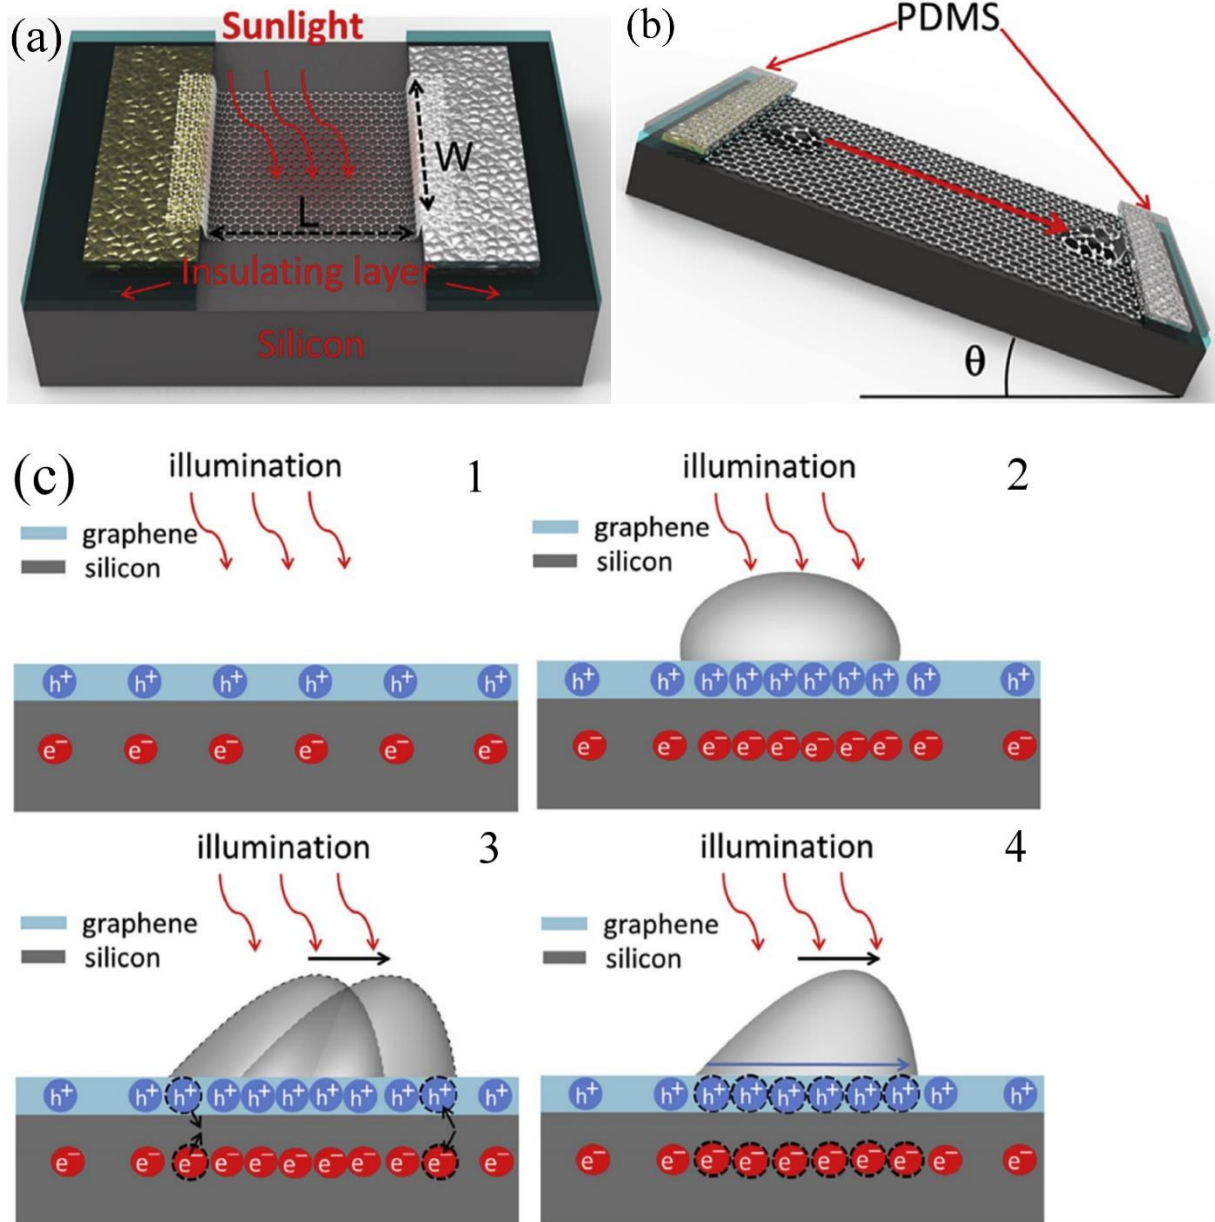 (a)
Sunlight
W
L
Insulating layer
Silicon
(b)
PDMS
θ
(c)
illumination
1
graphene
silicon
h⁺ h⁺ h⁺ h⁺ h⁺ h⁺
e⁻ e⁻ e⁻ e⁻ e⁻ e⁻
illumination
2
graphene
silicon
h⁺ h⁺ h⁺ h⁺ h⁺ h⁺ h⁺ h⁺ h⁺ h⁺
e⁻ e⁻ e⁻ e⁻ e⁻ e⁻ e⁻ e⁻ e⁻ e⁻
illumination
3
graphene
silicon
h⁺ h⁺ h⁺ h⁺ h⁺ h⁺ h⁺ h⁺ h⁺ h⁺ h⁺
e⁻ e⁻ e⁻ e⁻ e⁻ e⁻ e⁻ e⁻ e⁻ e⁻ e⁻
illumination
4
graphene
silicon
h⁺ h⁺ h⁺ h⁺ h⁺ h⁺ h⁺ h⁺ h⁺ h⁺
e⁻ e⁻ e⁻ e⁻ e⁻ e⁻ e⁻ e⁻ e⁻ e⁻